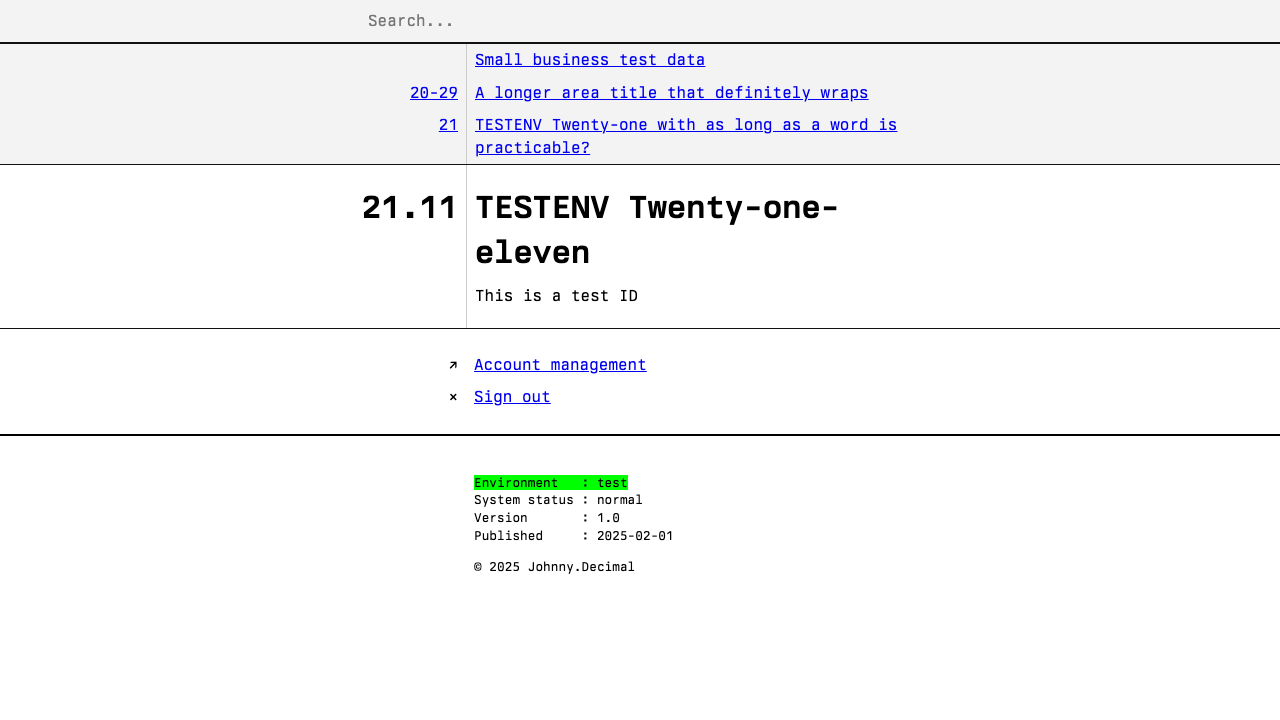 Search...
Small business test data
20-29 A longer area title that definitely wraps
21 TESTENV Twenty-one with as long as a word is
practicable?
21.11 TESTENV Twenty-one-
eleven
This is a test ID
↗ Account management
× Sign out
Environment : test
System status : normal
Version : 1.0
Published : 2025-02-01
© 2025 Johnny.Decimal